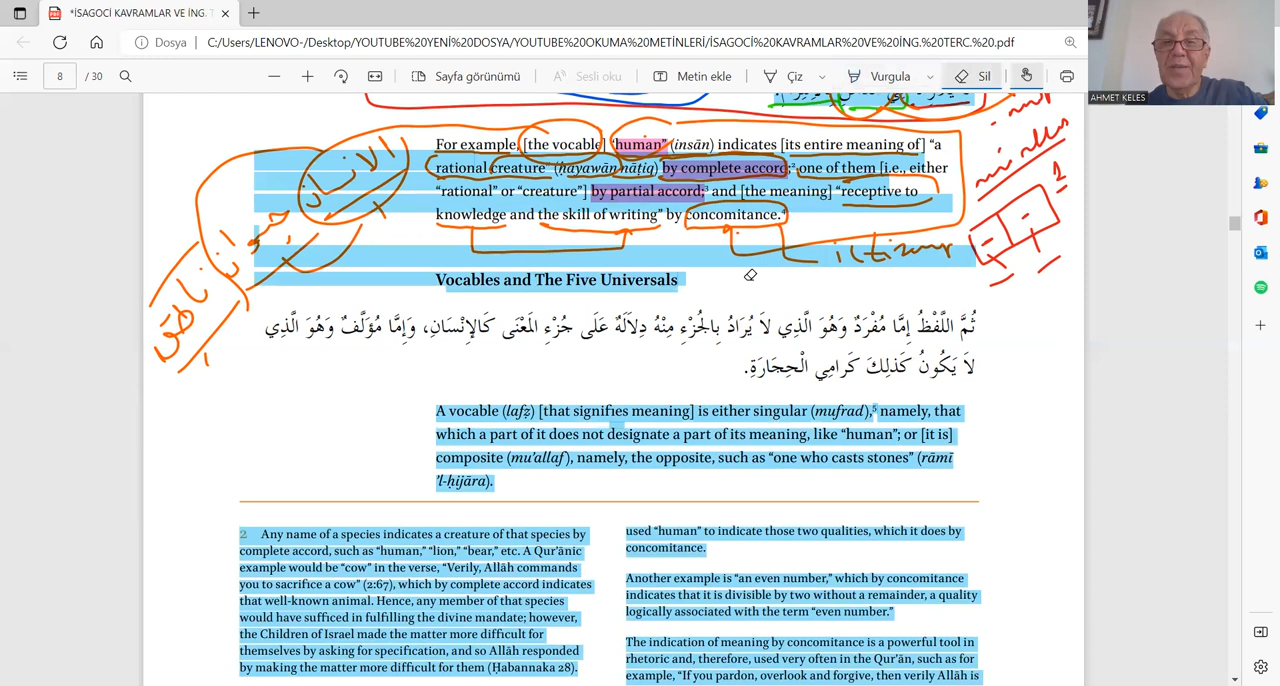 *İSAGOCİ KAVRAMLAR VE İNG. T
Dosya C:/Users/LENOVO-/Desktop/YOUTUBE%20YENİ%20DOSYA/YOUTUBE%20OKUMA%20METİNLERİ/İSAGOCİ%20KAVRAMLAR%20VE%20İNG.%20TERC.%20.pdf
8 / 30 Sayfa görünümü Sesli oku Metin ekle Çiz Vurgula Sil
AHMET KELES
For example, [the vocable] “human” (insān) indicates [its entire meaning of] “a
rational creature” (ḥayawān nāṭiq) by complete accord;2 one of them [i.e., either
“rational” or “creature”] by partial accord;3 and [the meaning] “receptive to
knowledge and the skill of writing” by concomitance.4
الانسان
حيوان
ناطق
iltizam
Vocables and The Five Universals
ثُمَّ اللَّفْظُ إِمَّا مُفْرَدٌ وَهُوَ الَّذِي لاَ يُرَادُ بِالجُزْءِ مِنْهُ دِلاَلَةٌ عَلَى جُزْءِ المَعْنَى كَالإِنْسَانِ، وَإِمَّا مُؤَلَّفٌ وَهُوَ الَّذِي
لاَ يَكُونُ كَذلِكَ كَرَامِي الْحِجَارَةِ.
A vocable (lafẓ) [that signifies meaning] is either singular (mufrad),5 namely, that
which a part of it does not designate a part of its meaning, like “human”; or [it is]
composite (mu’allaf), namely, the opposite, such as “one who casts stones” (rāmī
’l-ḥijāra).
2 Any name of a species indicates a creature of that species by
complete accord, such as “human,” “lion,” “bear,” etc. A Qur’ānic
example would be “cow” in the verse, “Verily, Allāh commands
you to sacrifice a cow” (2:67), which by complete accord indicates
that well-known animal. Hence, any member of that species
would have sufficed in fulfilling the divine mandate; however,
the Children of Israel made the matter more difficult for
themselves by asking for specification, and so Allāh responded
by making the matter more difficult for them (Ḥabannaka 28).
used “human” to indicate those two qualities, which it does by
concomitance.
Another example is “an even number,” which by concomitance
indicates that it is divisible by two without a remainder, a quality
logically associated with the term “even number.”
The indication of meaning by concomitance is a powerful tool in
rhetoric and, therefore, used very often in the Qur’ān, such as for
example, “If you pardon, overlook and forgive, then verily Allāh is